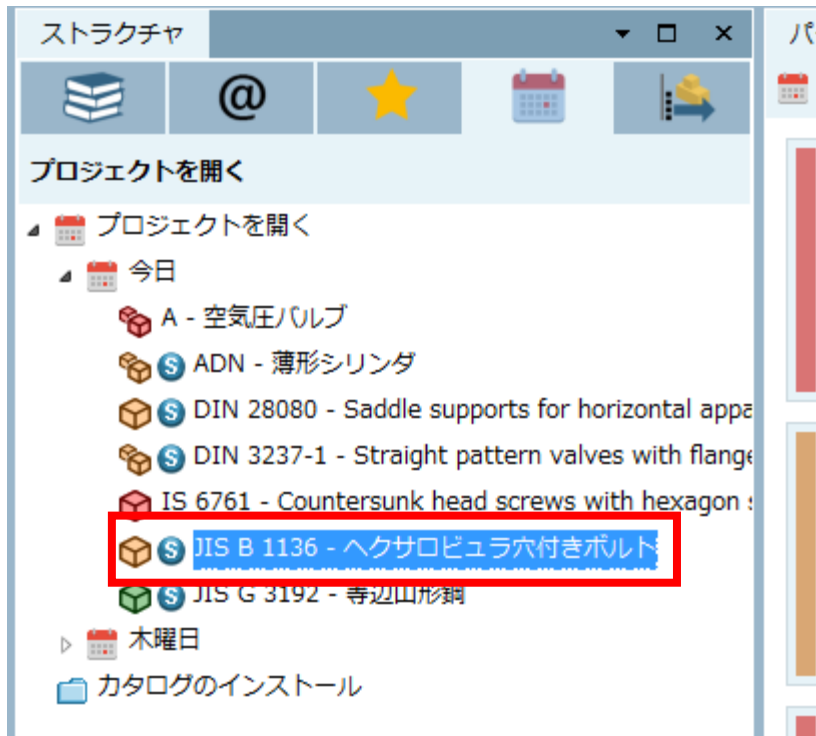 ストラクチャ
パ
@
プロジェクトを開く
プロジェクトを開く
今日
A - 空気圧バルブ
S ADN - 薄形シリンダ
S DIN 28080 - Saddle supports for horizontal appa
S DIN 3237-1 - Straight pattern valves with flange
IS 6761 - Countersunk head screws with hexagon s
S JIS B 1136 - ヘクサロビュラ穴付きボルト
S JIS G 3192 - 等辺山形鋼
木曜日
カタログのインストール